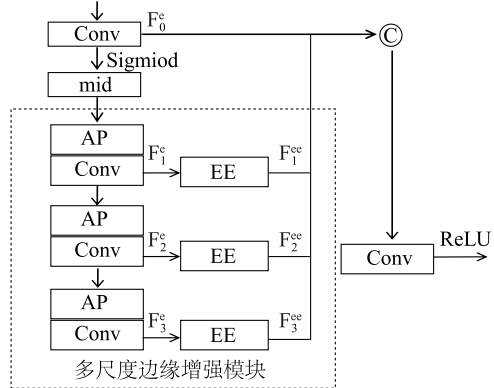 Conv F₀ᵉ C
Sigmiod
mid
AP
Conv F₁ᵉ EE F₁ᵉᵉ
AP
Conv F₂ᵉ EE F₂ᵉᵉ
Conv ReLU
AP
Conv F₃ᵉ EE F₃ᵉᵉ
多尺度边缘增强模块